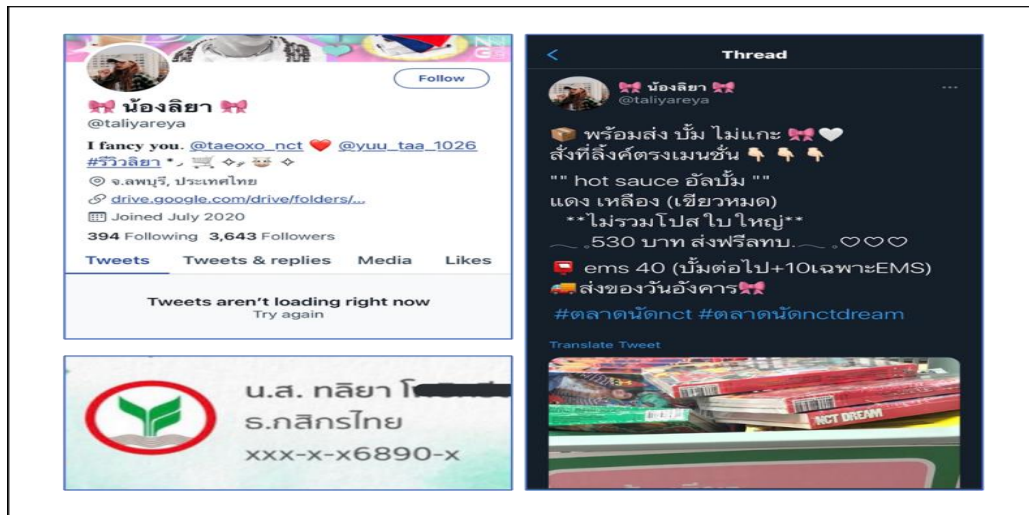 Follow
🎀 น้องลิยา 🎀
@taliyareya
I fancy you. @taeoxo_nct ❤️ @yuu_taa_1026
#รีวิวลิยา
จ.ลพบุรี, ประเทศไทย
drive.google.com/drive/folders/...
Joined July 2020
394 Following 3,643 Followers
Tweets Tweets & replies Media Likes
Tweets aren't loading right now
Try again
น.ส. ทลิยา
ธ.กสิกรไทย
xxx-x-x6890-x
Thread
🎀 น้องลิยา 🎀
@taliyareya
📦 พร้อมส่ง บั้ม ไม่แกะ 🎀🤍
สั่งที่ลิ้งค์ตรงเมนชั่น 👇 👇 👇
"" hot sauce อัลบั้ม ""
แดง เหลือง (เขียวหมด)
**ไม่รวมโปส ใบ ใหญ่**
530 บาท ส่งฟรีลทบ. ♡♡♡
📮 ems 40 (บั้มต่อไป+10เฉพาะEMS)
🚚ส่งของวันอังคาร🎀
#ตลาดนัดnct #ตลาดนัดnctdream
Translate Tweet
NCT DREAM